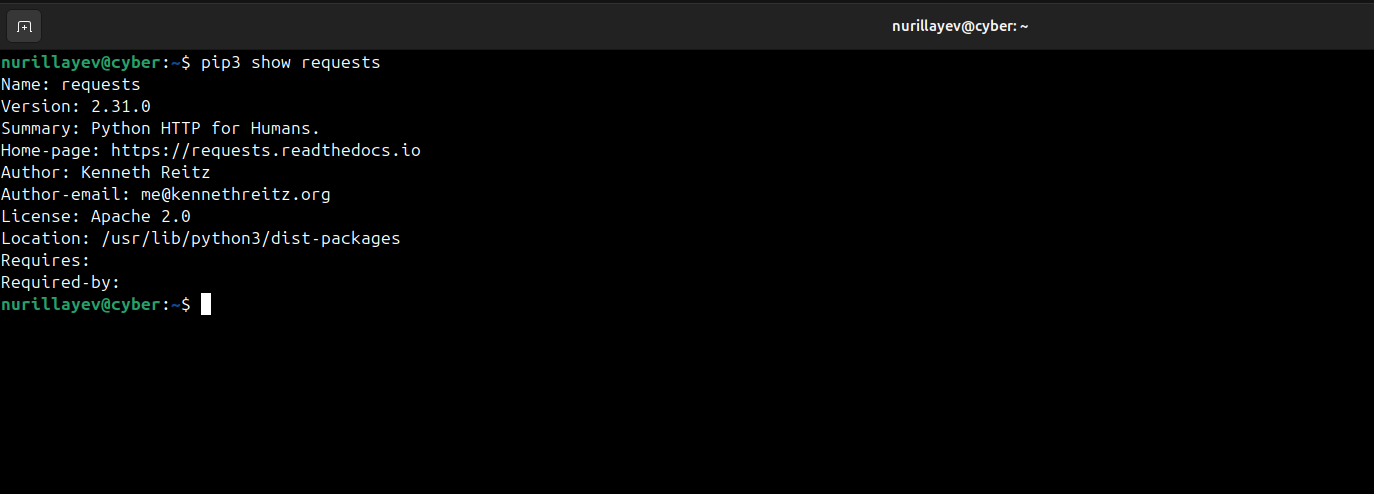 nurillayev@cyber: ~
nurillayev@cyber:~$ pip3 show requests
Name: requests
Version: 2.31.0
Summary: Python HTTP for Humans.
Home-page: https://requests.readthedocs.io
Author: Kenneth Reitz
Author-email: me@kennethreitz.org
License: Apache 2.0
Location: /usr/lib/python3/dist-packages
Requires:
Required-by:
nurillayev@cyber:~$